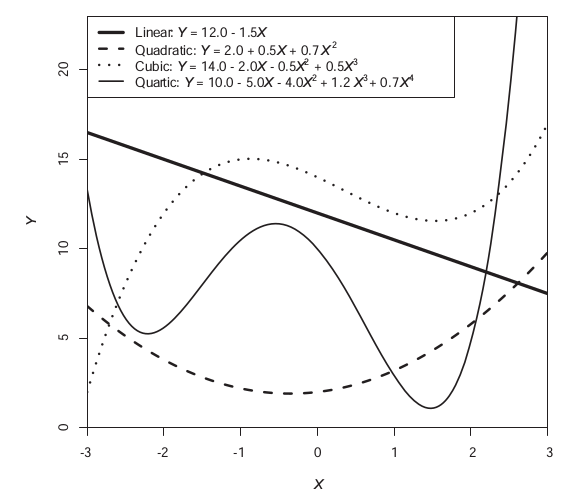 Linear: Y = 12.0 - 1.5X
Quadratic: Y = 2.0 + 0.5X + 0.7X²
Cubic: Y = 14.0 - 2.0X - 0.5X² + 0.5X³
Quartic: Y = 10.0 - 5.0X - 4.0X² + 1.2 X³ + 0.7X⁴
20
15
10
5
0
Y
-3 -2 -1 0 1 2 3
X